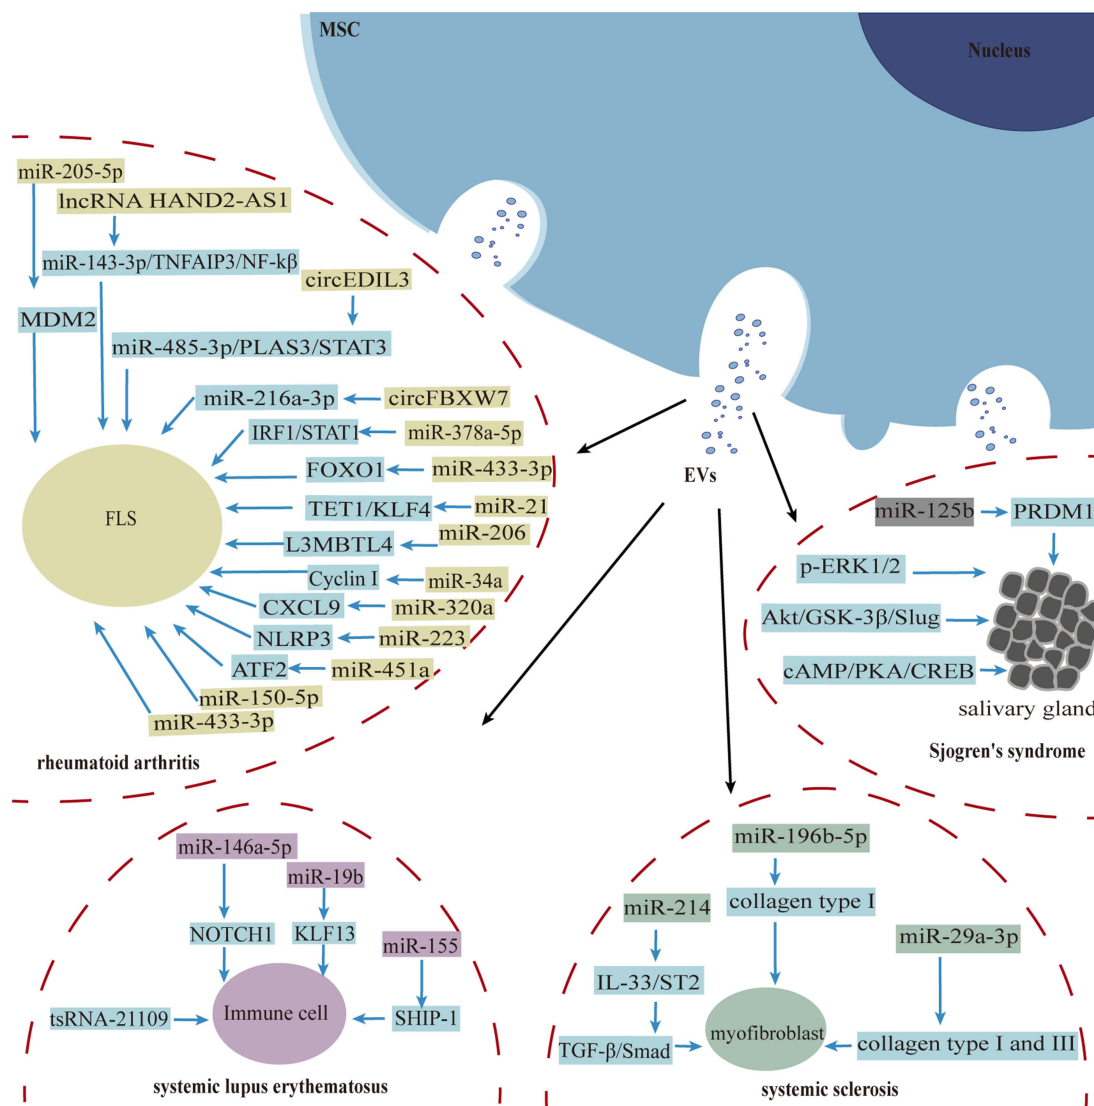 MSC
Nucleus
EVs
miR-205-5p
lncRNA HAND2-AS1
miR-143-3p/TNFAIP3/NF-kβ
circEDIL3
MDM2
miR-485-3p/PLAS3/STAT3
miR-216a-3p
circFBXW7
IRF1/STAT1
miR-378a-5p
FOXO1
miR-433-3p
FLS
TET1/KLF4
miR-21
L3MBTL4
miR-206
Cyclin I
miR-34a
CXCL9
miR-320a
NLRP3
miR-223
ATF2
miR-451a
miR-150-5p
miR-433-3p
rheumatoid arthritis
miR-125b
PRDM1
p-ERK1/2
Akt/GSK-3β/Slug
cAMP/PKA/CREB
salivary gland
Sjogren's syndrome
miR-146a-5p
miR-19b
NOTCH1
KLF13
miR-155
tsRNA-21109
Immune cell
SHIP-1
systemic lupus erythematosus
miR-196b-5p
miR-214
collagen type I
miR-29a-3p
IL-33/ST2
TGF-β/Smad
myofibroblast
collagen type I and III
systemic sclerosis